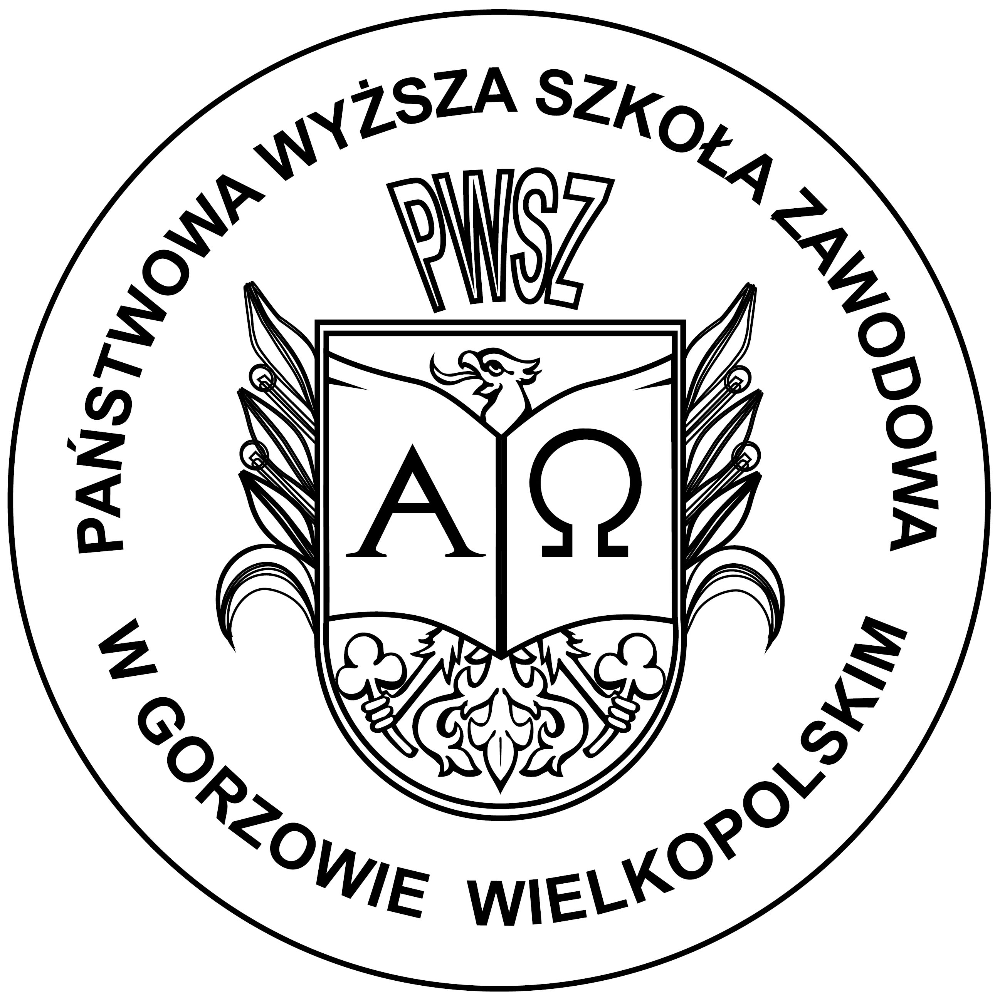 PAŃSTWOWA WYŻSZA SZKOŁA ZAWODOWA
PWSZ
Α Ω
W GORZOWIE WIELKOPOLSKIM